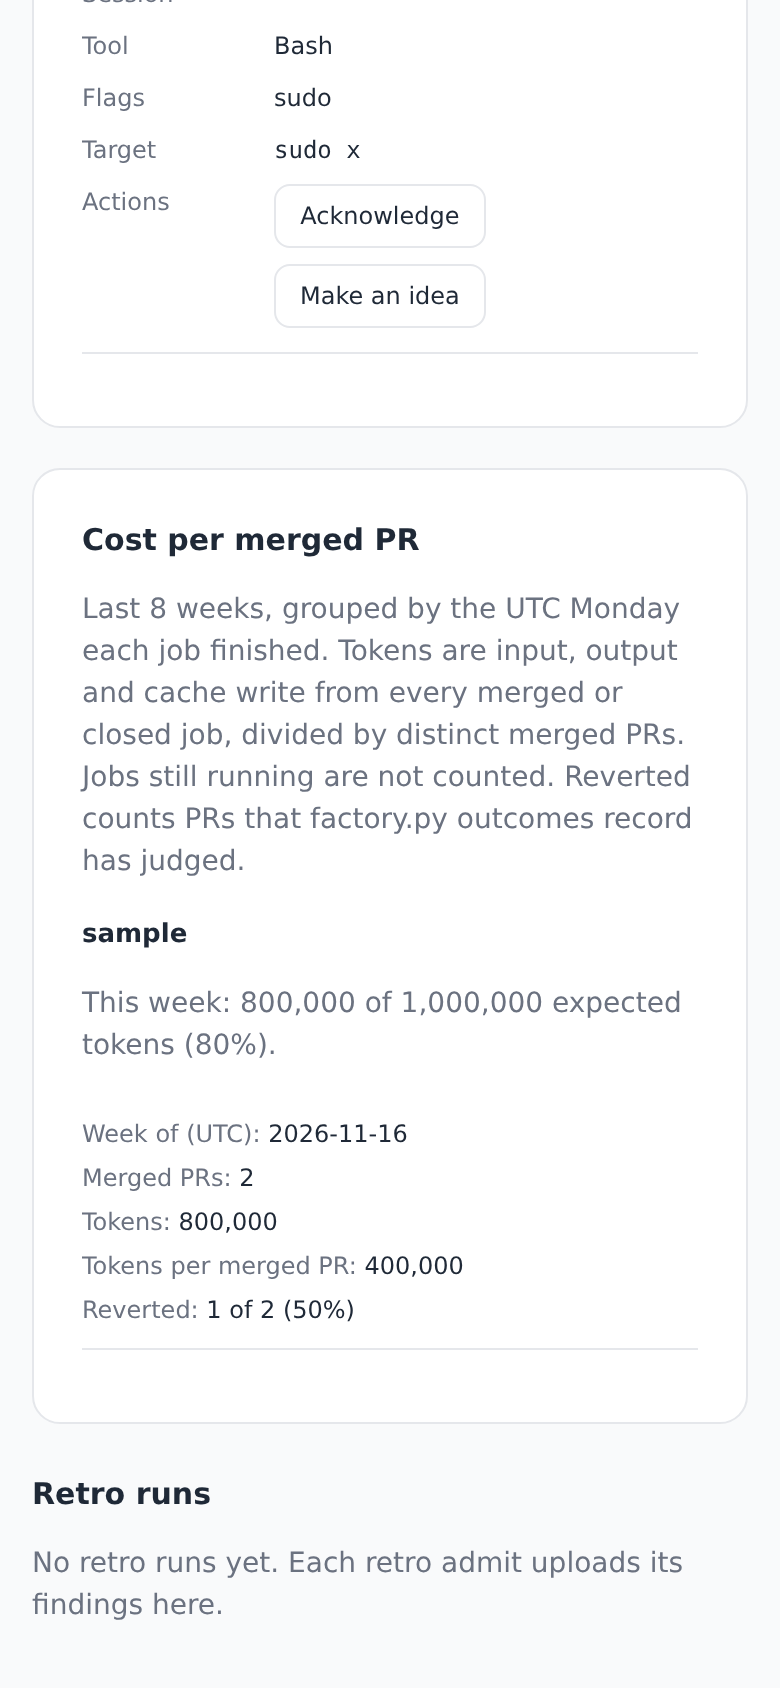 Session
Tool Bash
Flags sudo
Target sudo x
Actions Acknowledge
Make an idea
Cost per merged PR
Last 8 weeks, grouped by the UTC Monday
each job finished. Tokens are input, output
and cache write from every merged or
closed job, divided by distinct merged PRs.
Jobs still running are not counted. Reverted
counts PRs that factory.py outcomes record
has judged.
sample
This week: 800,000 of 1,000,000 expected
tokens (80%).
Week of (UTC): 2026-11-16
Merged PRs: 2
Tokens: 800,000
Tokens per merged PR: 400,000
Reverted: 1 of 2 (50%)
Retro runs
No retro runs yet. Each retro admit uploads its
findings here.